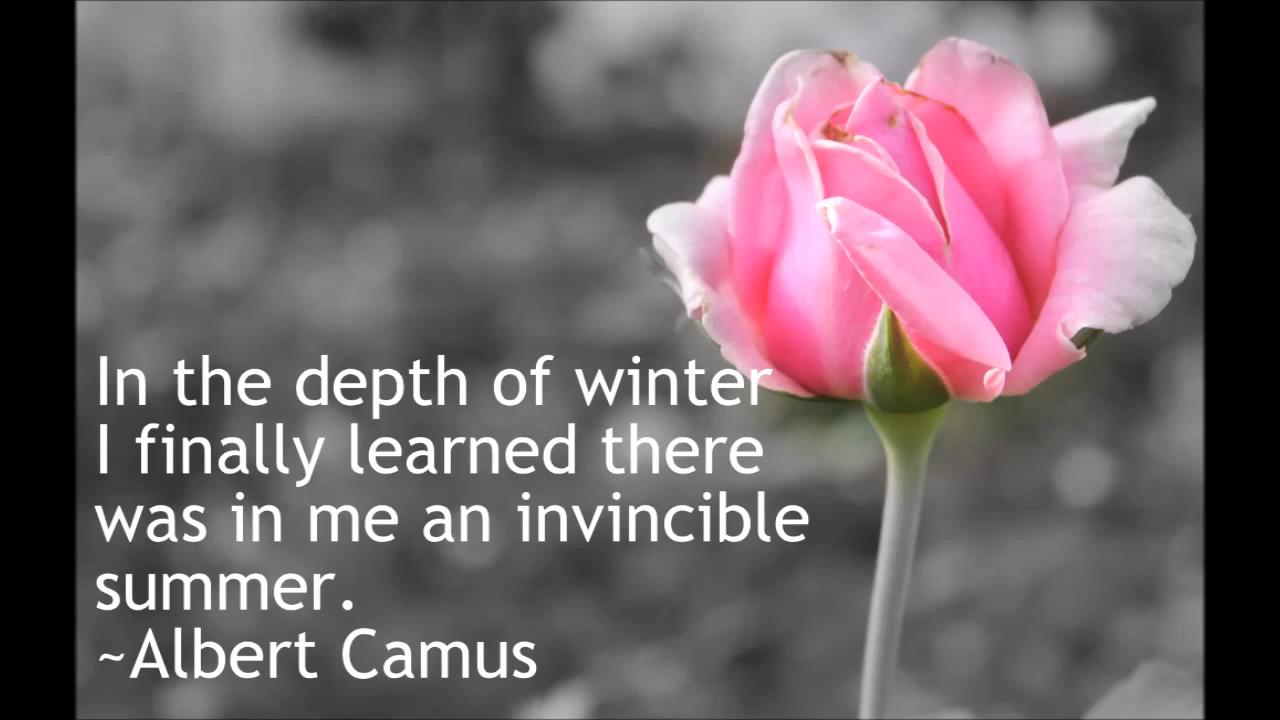 In the depth of winter
I finally learned there
was in me an invincible
summer.
~Albert Camus